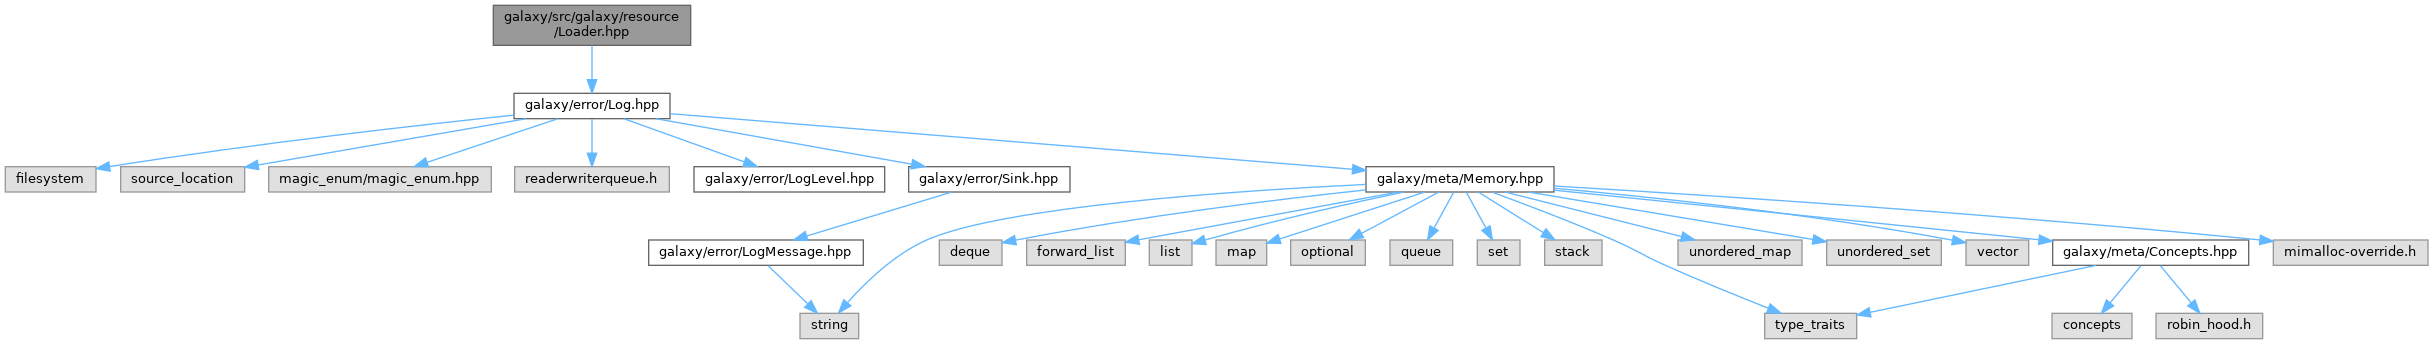 galaxy/src/galaxy/resource
/Loader.hpp
galaxy/error/Log.hpp
filesystem
source_location
magic_enum/magic_enum.hpp
readerwriterqueue.h
galaxy/error/LogLevel.hpp
galaxy/error/Sink.hpp
galaxy/meta/Memory.hpp
galaxy/error/LogMessage.hpp
deque
forward_list
list
map
optional
queue
set
stack
unordered_map
unordered_set
vector
galaxy/meta/Concepts.hpp
mimalloc-override.h
string
type_traits
concepts
robin_hood.h